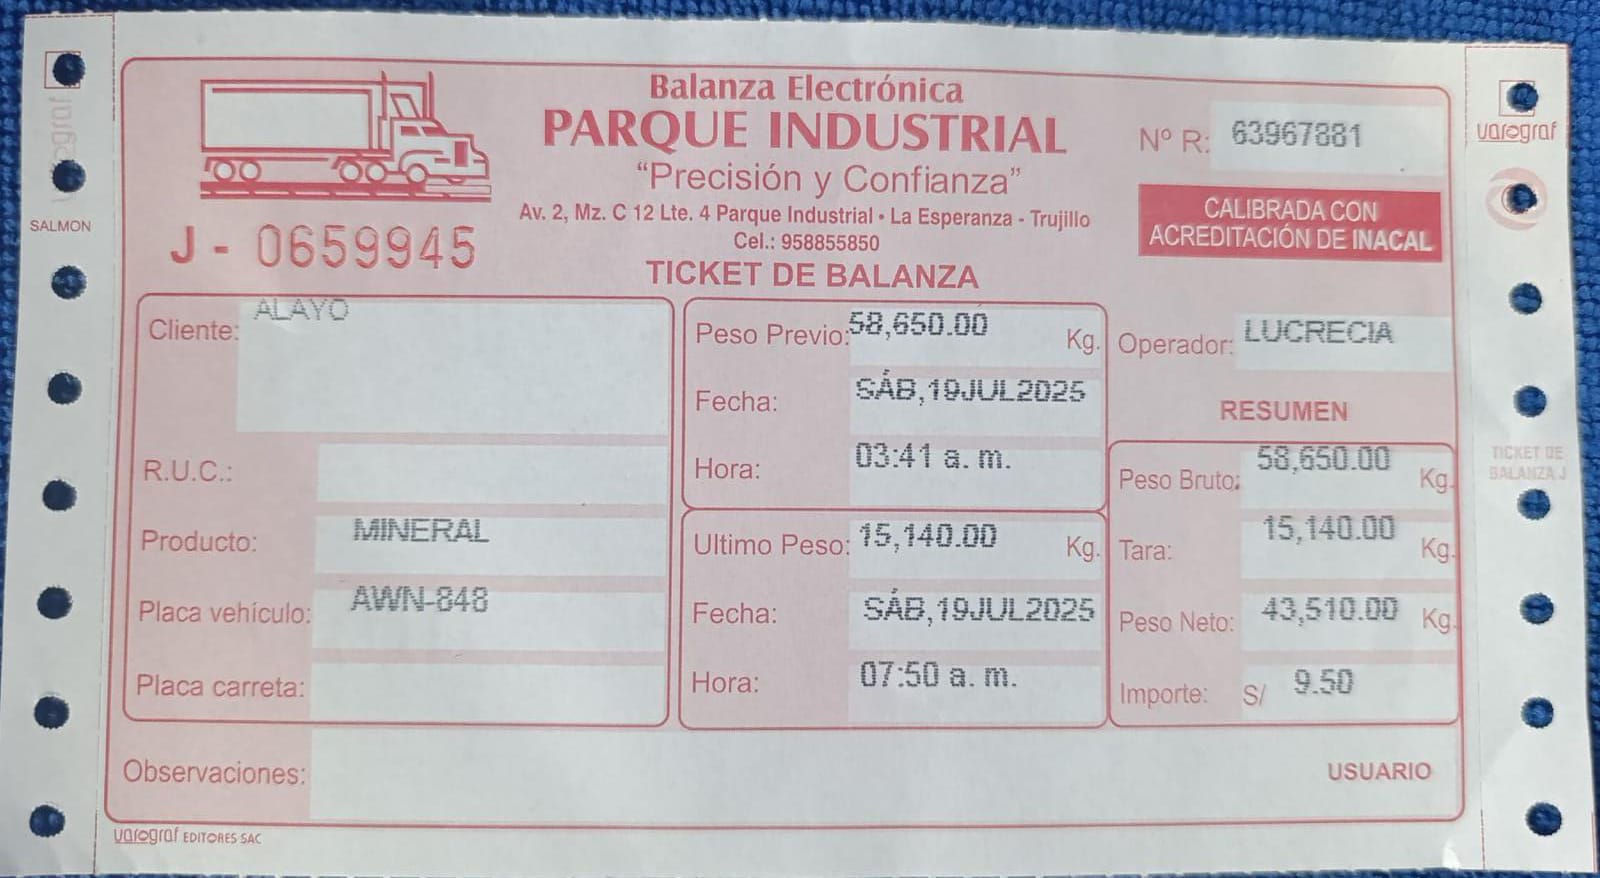 Balanza Electrónica
PARQUE INDUSTRIAL
“Precisión y Confianza”
Av. 2, Mz. C 12 Lte. 4 Parque Industrial • La Esperanza - Trujillo
Cel.: 958855850
TICKET DE BALANZA
Nº R: 63967881
CALIBRADA CON
ACREDITACIÓN DE INACAL
J - 0659945
Cliente: ALAYO
R.U.C.:
Producto: MINERAL
Placa vehículo: AWN-848
Placa carreta:
Peso Previo: 58,650.00 Kg.
Fecha: SÁB,19JUL2025
Hora: 03:41 a. m.
Ultimo Peso: 15,140.00 Kg.
Fecha: SÁB,19JUL2025
Hora: 07:50 a. m.
Operador: LUCRECIA
RESUMEN
Peso Bruto: 58,650.00 Kg.
Tara: 15,140.00 Kg.
Peso Neto: 43,510.00 Kg.
Importe: S/ 9.50
Observaciones:
USUARIO
varograf EDITORES SAC
varograf
SALMON
varograf
TICKET DE
BALANZA J